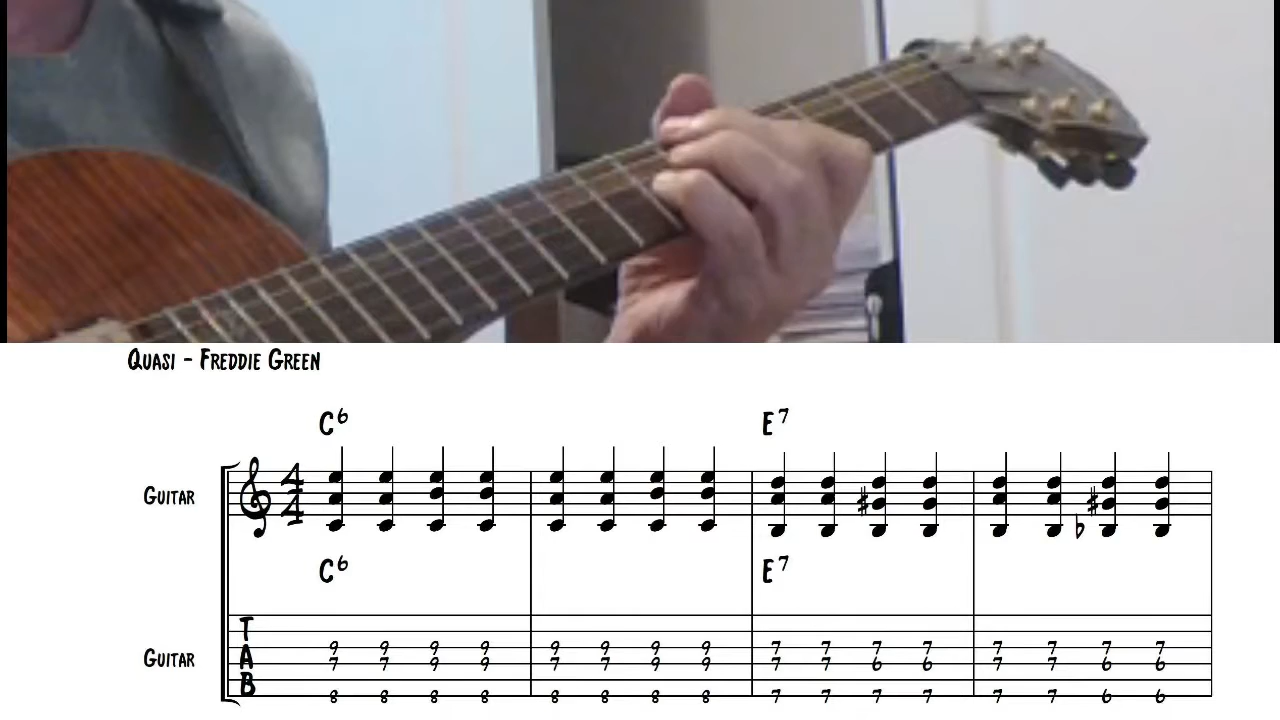 Quasi - Freddie Green
C6 E7
Guitar 4 4
C6 E7
T
9 9 9 9 9 9 9 9 7 7 7 7 7 7 7 7
Guitar A 7 7 9 9 7 7 9 9 7 7 6 6 7 7 6 6
B
8 8 8 8 8 8 8 8 7 7 7 7 7 7 6 6